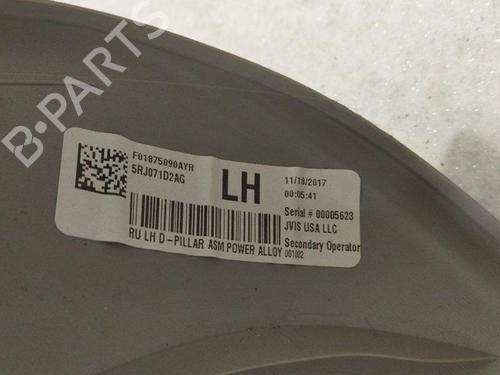 B-PARTS
F01875090AYR
5RJ071D2AG
LH
11/18/2017
00:05:41
Serial # 00005623
JVIS USA LLC
Secondary Operator
001002
RU LH D-PILLAR ASM POWER ALLOY